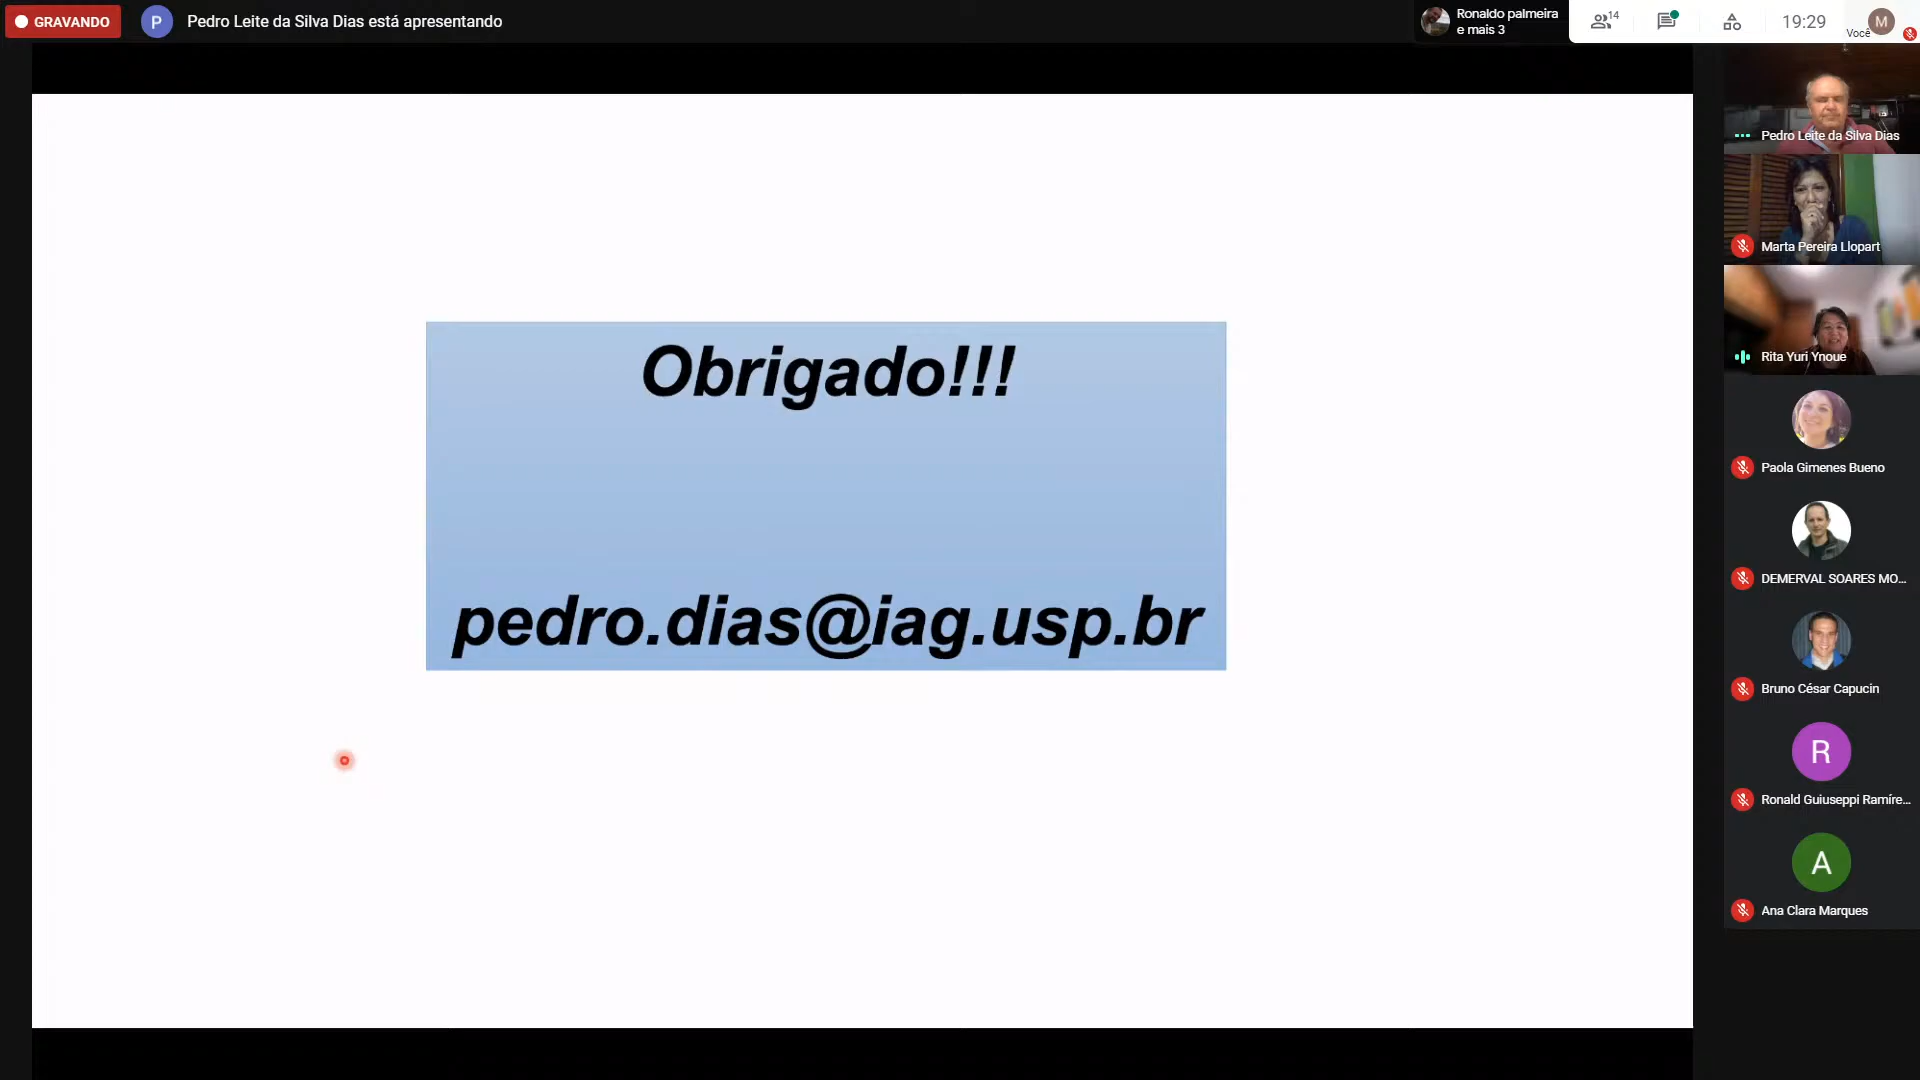 GRAVANDO
P
Pedro Leite da Silva Dias está apresentando
Ronaldo palmeira
e mais 3
14
19:29
Você
M
Pedro Leite da Silva Dias
Marta Pereira Llopart
Rita Yuri Ynoue
Paola Gimenes Bueno
DEMERVAL SOARES MO...
Bruno César Capucin
R
Ronald Guiuseppi Ramíre...
A
Ana Clara Marques
Obrigado!!!
pedro.dias@iag.usp.br